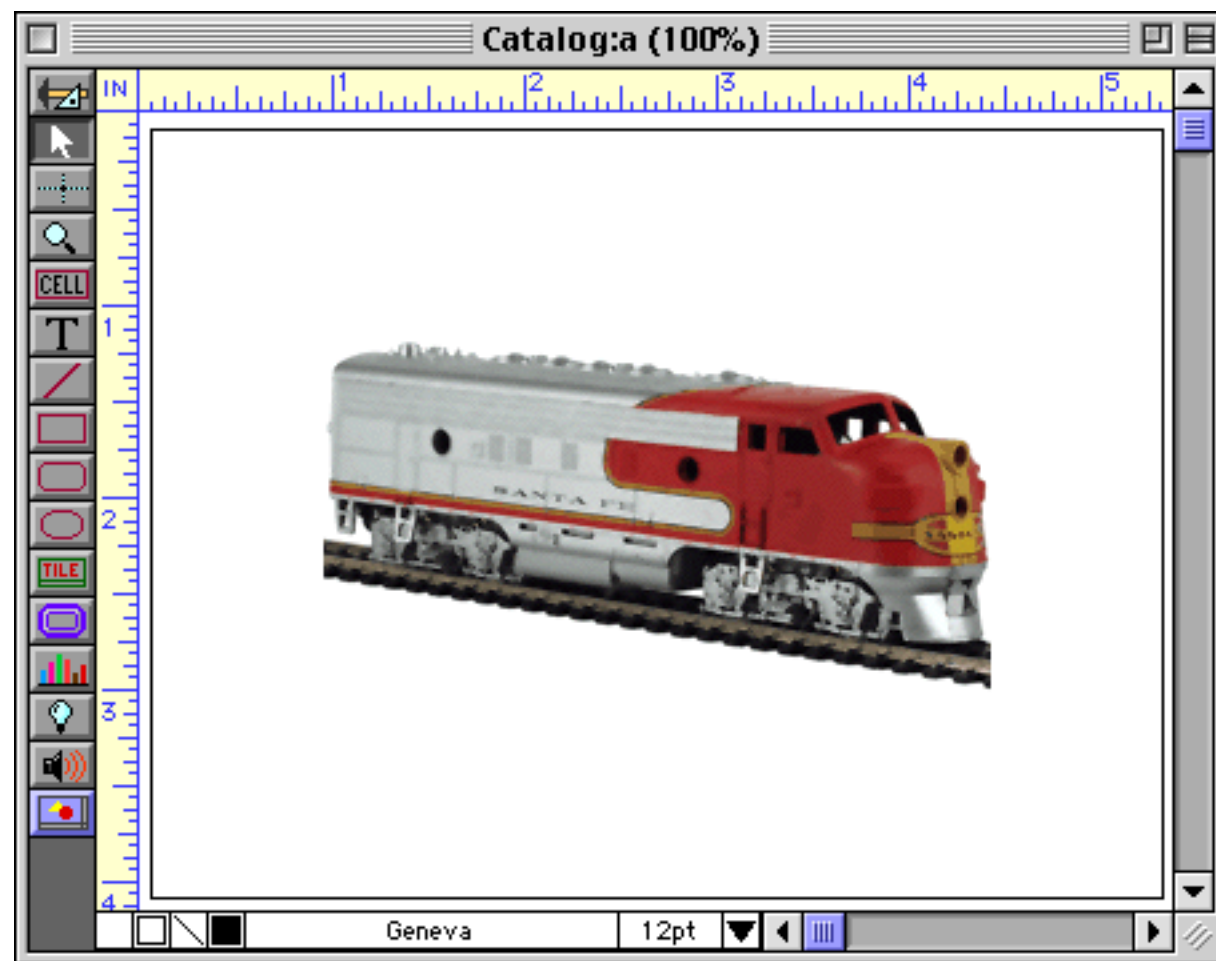 Catalog:a (100%)
IN 1 2 3 4 5
CELL
T
1
2
TILE
3
4
SANTA FE
Geneva 12pt